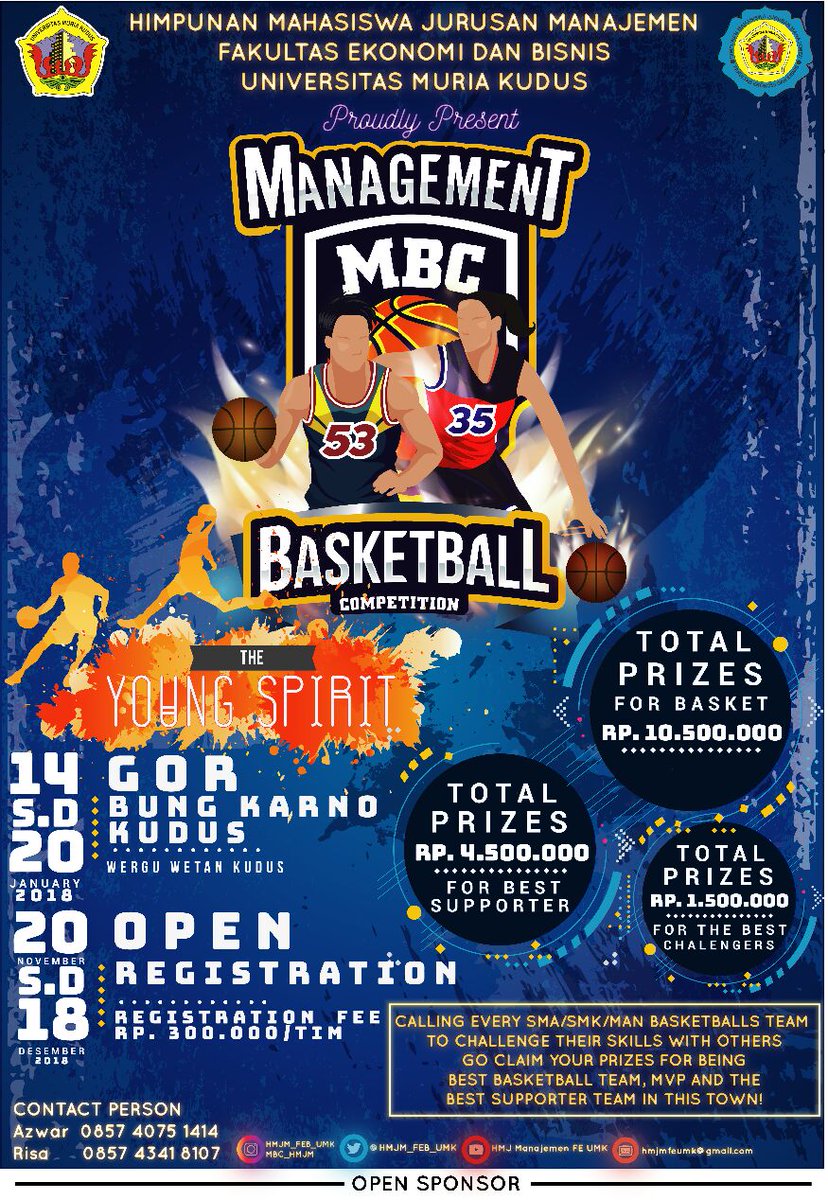 HIMPUNAN MAHASISWA JURUSAN MANAJEMEN
FAKULTAS EKONOMI DAN BISNIS
UNIVERSITAS MURIA KUDUS
Proudly Present
MANAGEMENT
MBC
53
35
BASKETBALL
COMPETITION
THE
YOUNG SPIRIT
TOTAL
PRIZES
FOR BASKET
RP. 10.500.000
TOTAL
PRIZES
RP. 4.500.000
FOR BEST
SUPPORTER
TOTAL
PRIZES
RP. 1.500.000
FOR THE BEST
CHALENGERS
14
S.D
20
JANUARY
2018
GOR
BUNG KARNO
KUDUS
WERGU WETAN KUDUS
20
NOVEMBER
S.D
18
DESEMBER
2018
OPEN
REGISTRATION
REGISTRATION FEE
RP. 300.000/TIM
CALLING EVERY SMA/SMK/MAN BASKETBALLS TEAM
TO CHALLENGE THEIR SKILLS WITH OTHERS
GO CLAIM YOUR PRIZES FOR BEING
BEST BASKETBALL TEAM, MVP AND THE
BEST SUPPORTER TEAM IN THIS TOWN!
CONTACT PERSON
Azwar 0857 4075 1414
Risa 0857 4341 8107
HMJM_FEB_UMK
MBC_HMJM
@HMJM_FEB_UMK
HMJ Manajemen FE UMK
hmjmfeumk@gmail.com
OPEN SPONSOR